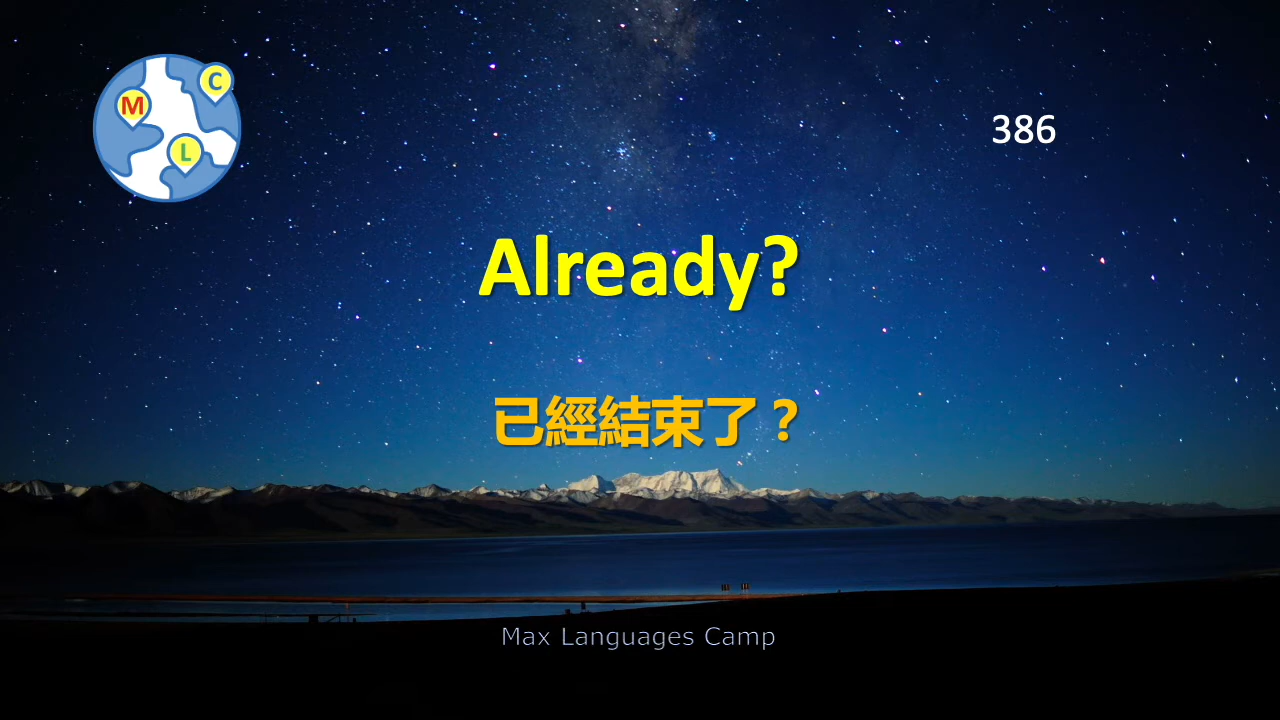 C
M
L
386
Already?
已經結束了？
Max Languages Camp